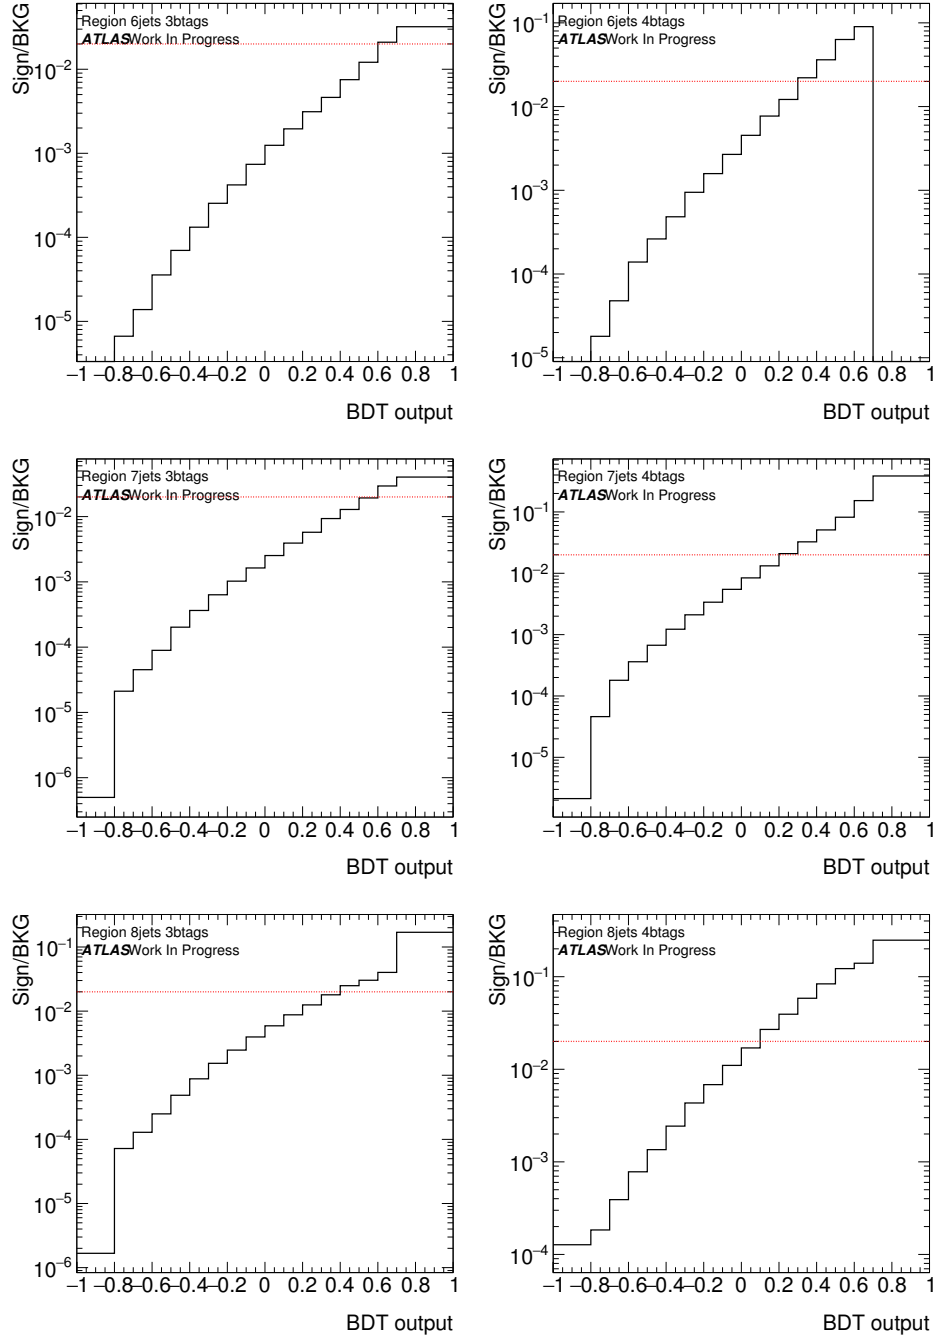 Region 6jets 3btags
ATLAS Work In Progress
Sign/BKG
10⁻²
10⁻³
10⁻⁴
10⁻⁵
−1 −0.8 −0.6 −0.4 −0.2 0 0.2 0.4 0.6 0.8 1
BDT output
Region 6jets 4btags
ATLAS Work In Progress
Sign/BKG
10⁻¹
10⁻²
10⁻³
10⁻⁴
10⁻⁵
−1 −0.8 −0.6 −0.4 −0.2 0 0.2 0.4 0.6 0.8 1
BDT output
Region 7jets 3btags
ATLAS Work In Progress
Sign/BKG
10⁻²
10⁻³
10⁻⁴
10⁻⁵
10⁻⁶
−1 −0.8 −0.6 −0.4 −0.2 0 0.2 0.4 0.6 0.8 1
BDT output
Region 7jets 4btags
ATLAS Work In Progress
Sign/BKG
10⁻¹
10⁻²
10⁻³
10⁻⁴
10⁻⁵
−1 −0.8 −0.6 −0.4 −0.2 0 0.2 0.4 0.6 0.8 1
BDT output
Region 8jets 3btags
ATLAS Work In Progress
Sign/BKG
10⁻¹
10⁻²
10⁻³
10⁻⁴
10⁻⁵
10⁻⁶
−1 −0.8 −0.6 −0.4 −0.2 0 0.2 0.4 0.6 0.8 1
BDT output
Region 8jets 4btags
ATLAS Work In Progress
Sign/BKG
10⁻¹
10⁻²
10⁻³
10⁻⁴
−1 −0.8 −0.6 −0.4 −0.2 0 0.2 0.4 0.6 0.8 1
BDT output